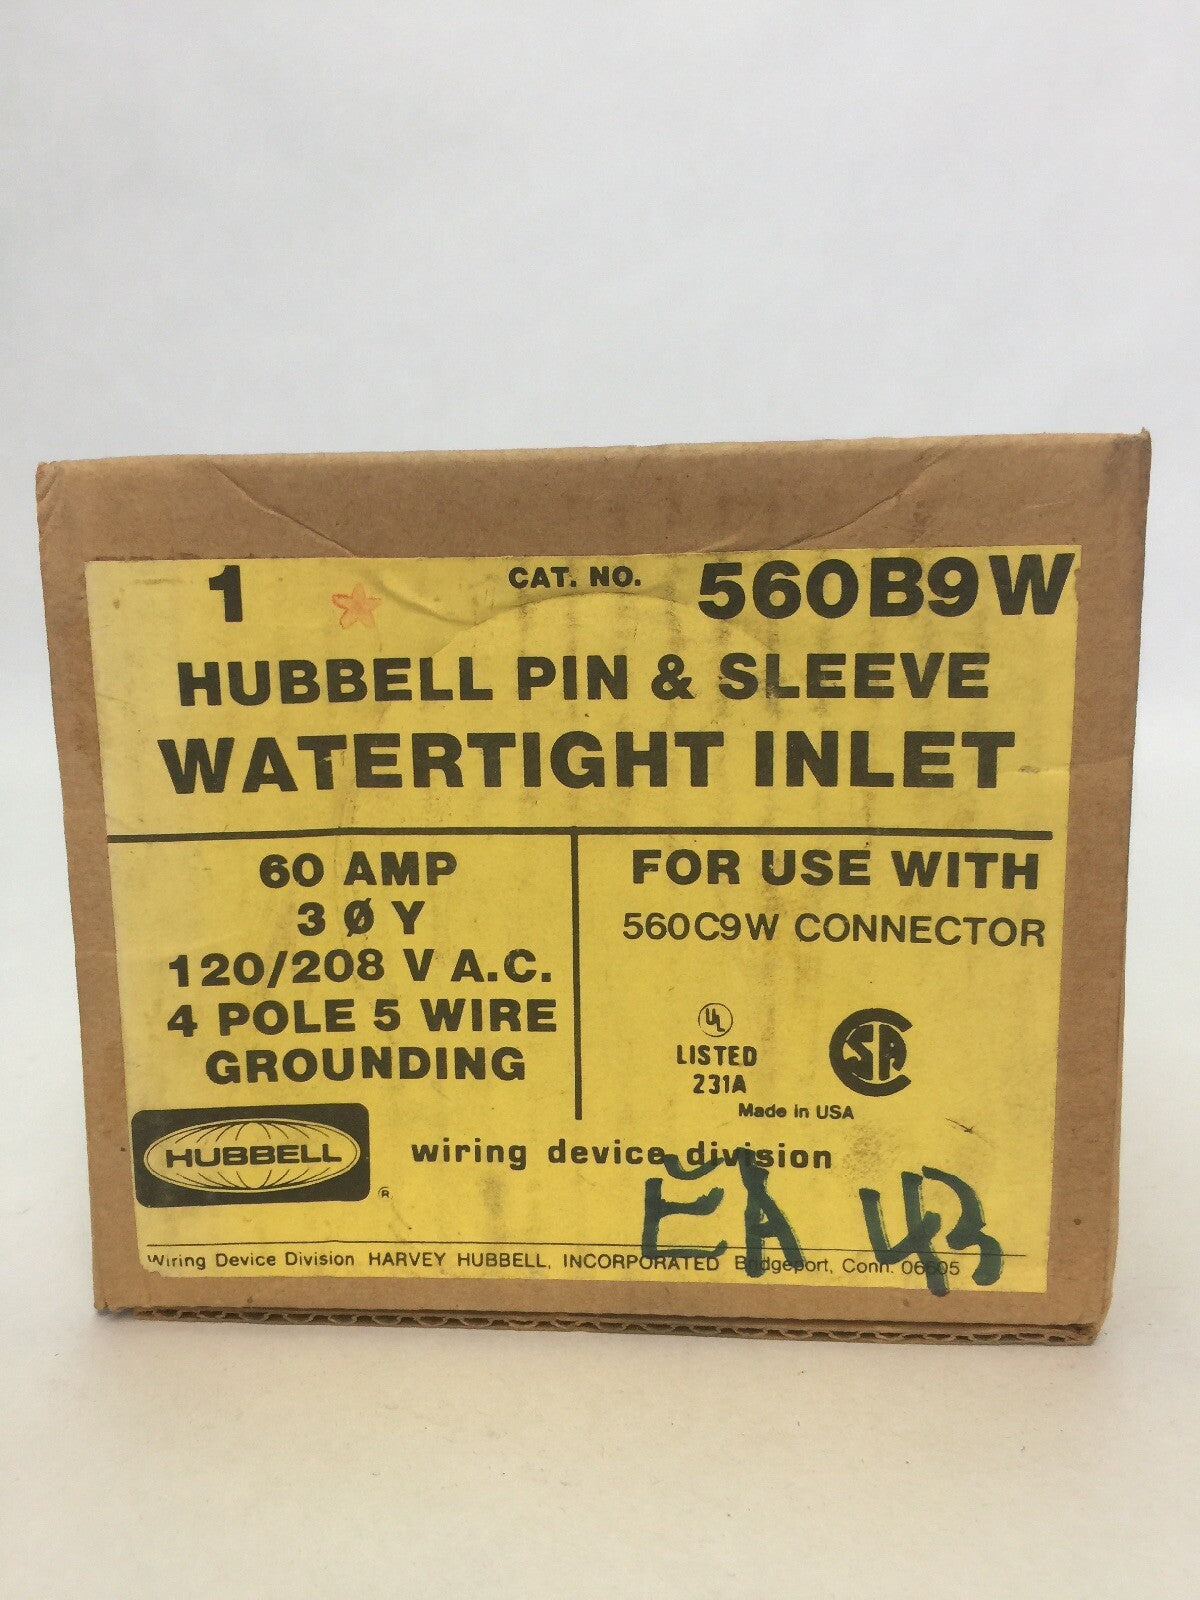 1 CAT. NO. 560B9W
HUBBELL PIN & SLEEVE
WATERTIGHT INLET
60 AMP
3 Ø Y
120/208 V A.C.
4 POLE 5 WIRE
GROUNDING
FOR USE WITH
560C9W CONNECTOR
UL
LISTED
231A
CSA
Made in USA
HUBBELL
®
wiring device division
EA 43
Wiring Device Division HARVEY HUBBELL, INCORPORATED Bridgeport, Conn. 06605